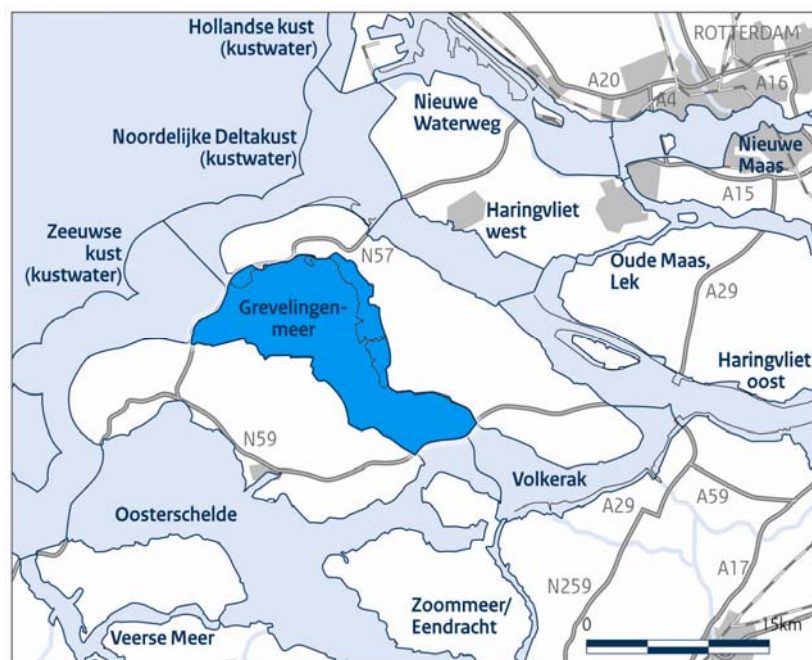 Hollandse kust
(kustwater)
ROTTERDAM
A20
A4
A16
Nieuwe
Waterweg
Noordelijke Deltakust
(kustwater)
Nieuwe
Maas
A15
Zeeuwse
kust
(kustwater)
Haringvliet
west
N57
Oude Maas,
Lek
A29
Grevelingen-
meer
Haringvliet
oost
N59
Volkerak
A29
A59
Oosterschelde
A17
N259
Zoommeer/
Eendracht
Veerse Meer
0
15km